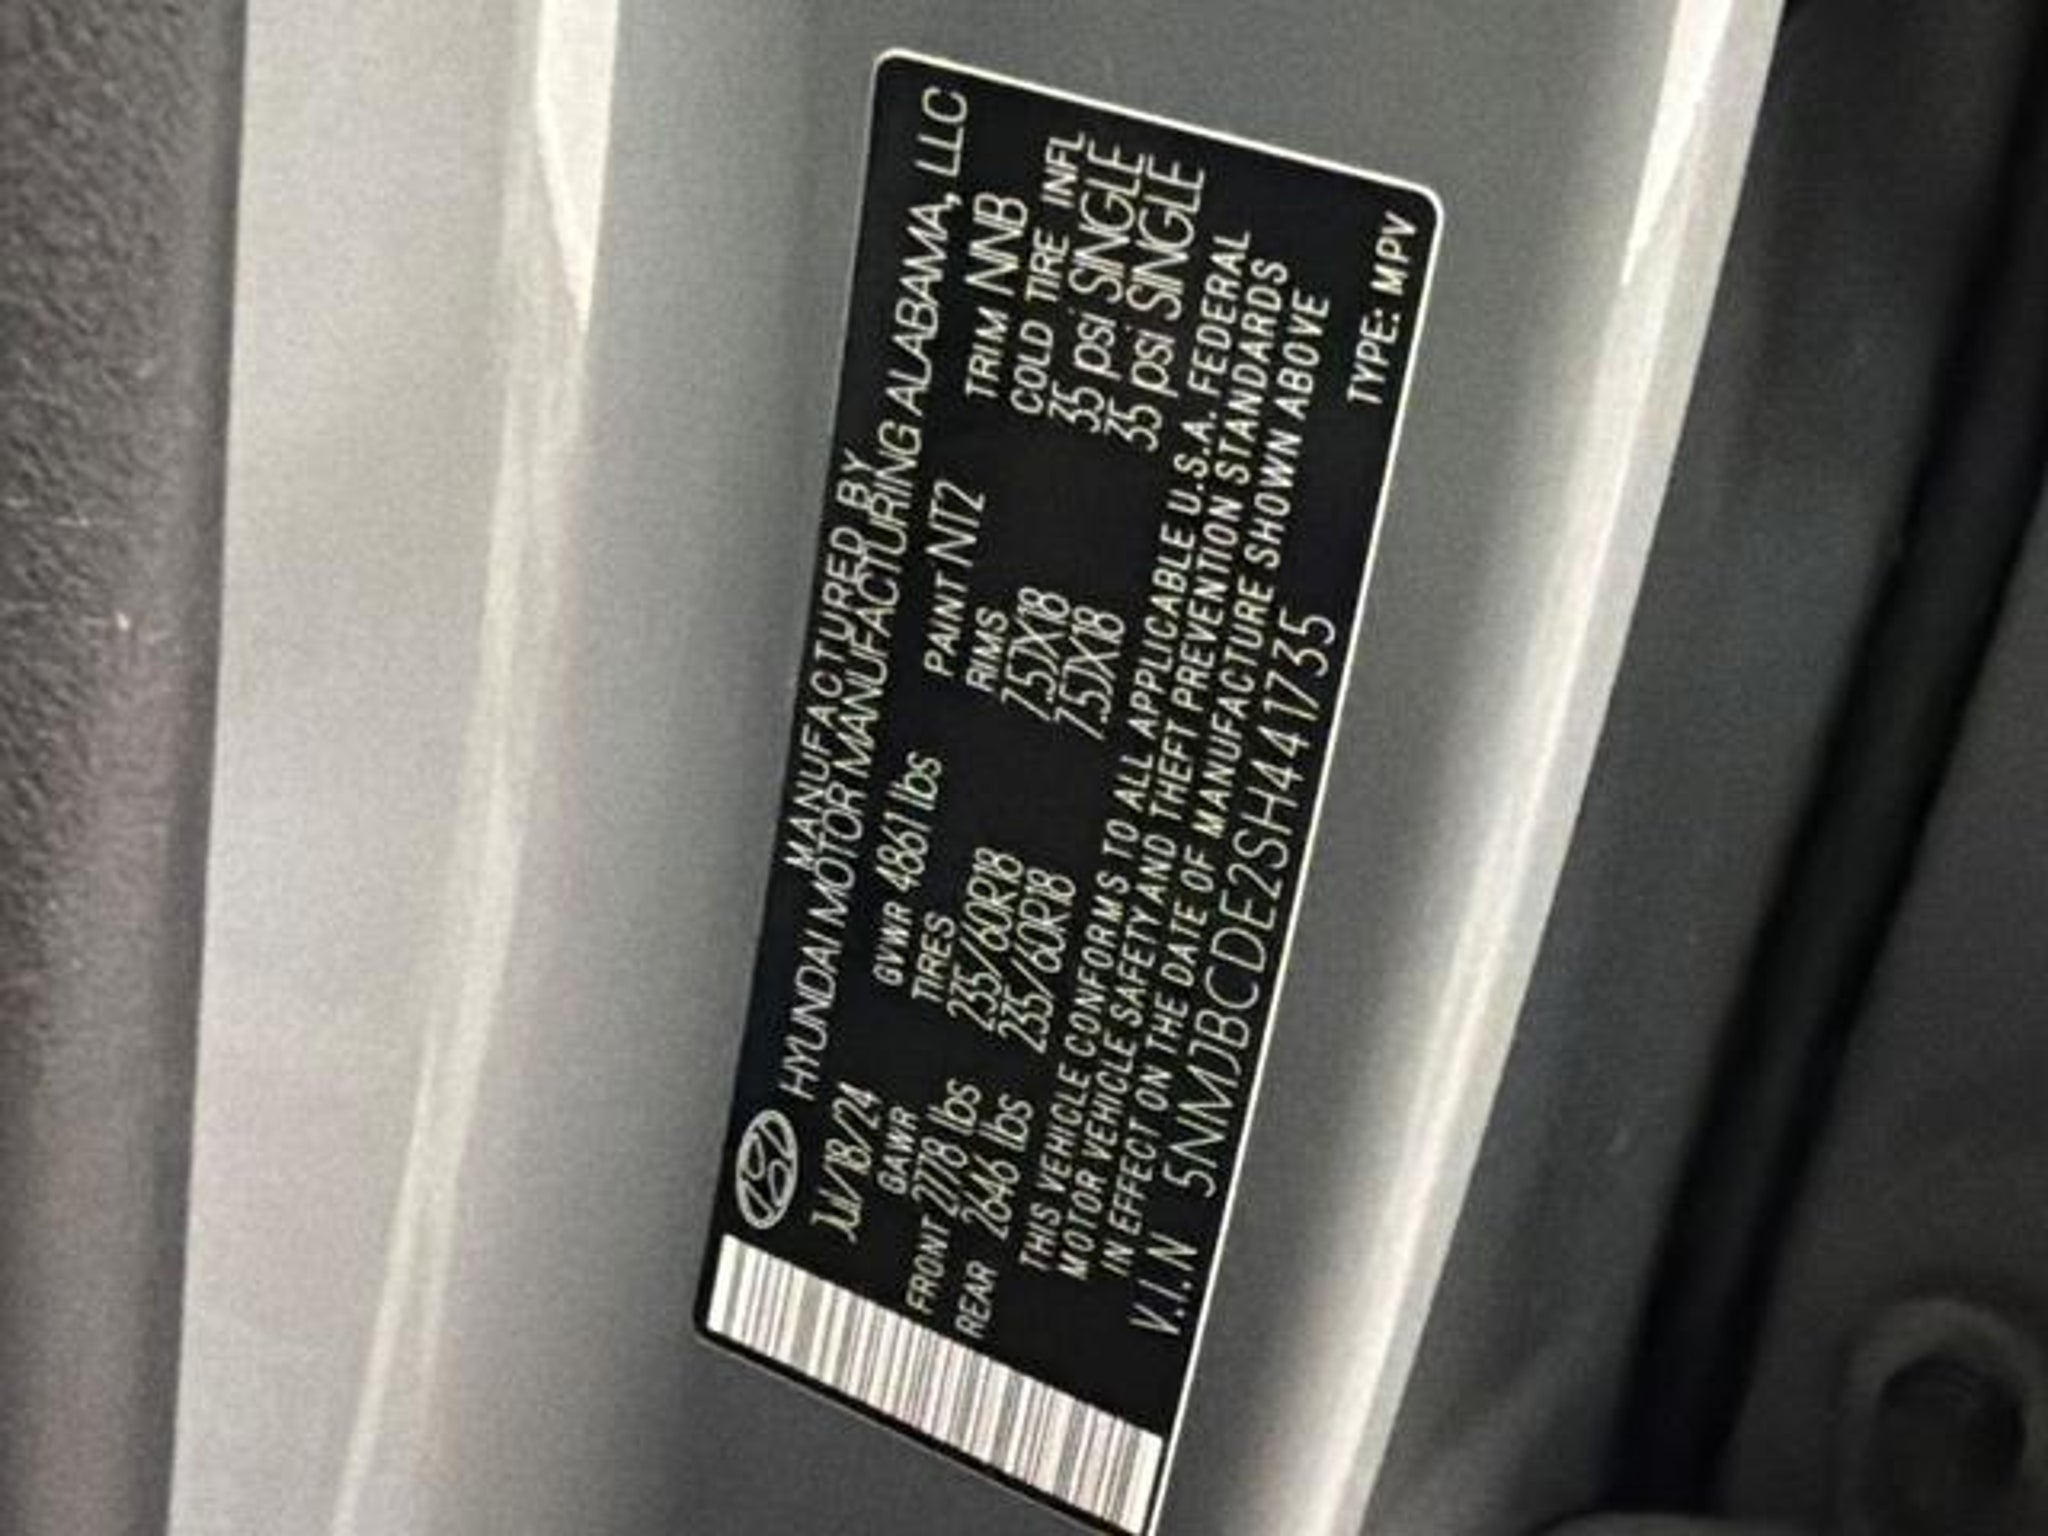 MANUFACTURED BY
HYUNDAI MOTOR MANUFACTURING ALABAMA, LLC
Jul/18/24 GVWR 4861 lbs PAINT NT2 TRIM NNB
GAWR TIRES RIMS COLD TIRE INFL
FRONT 2778 lbs 235/60R18 7.5JX18 35 psi SINGLE
REAR 2646 lbs 235/60R18 7.5JX18 35 psi SINGLE
THIS VEHICLE CONFORMS TO ALL APPLICABLE U.S.A. FEDERAL
MOTOR VEHICLE SAFETY AND THEFT PREVENTION STANDARDS
IN EFFECT ON THE DATE OF MANUFACTURE SHOWN ABOVE
V.I.N 5NMJBCDE2SH441735 TYPE: MPV